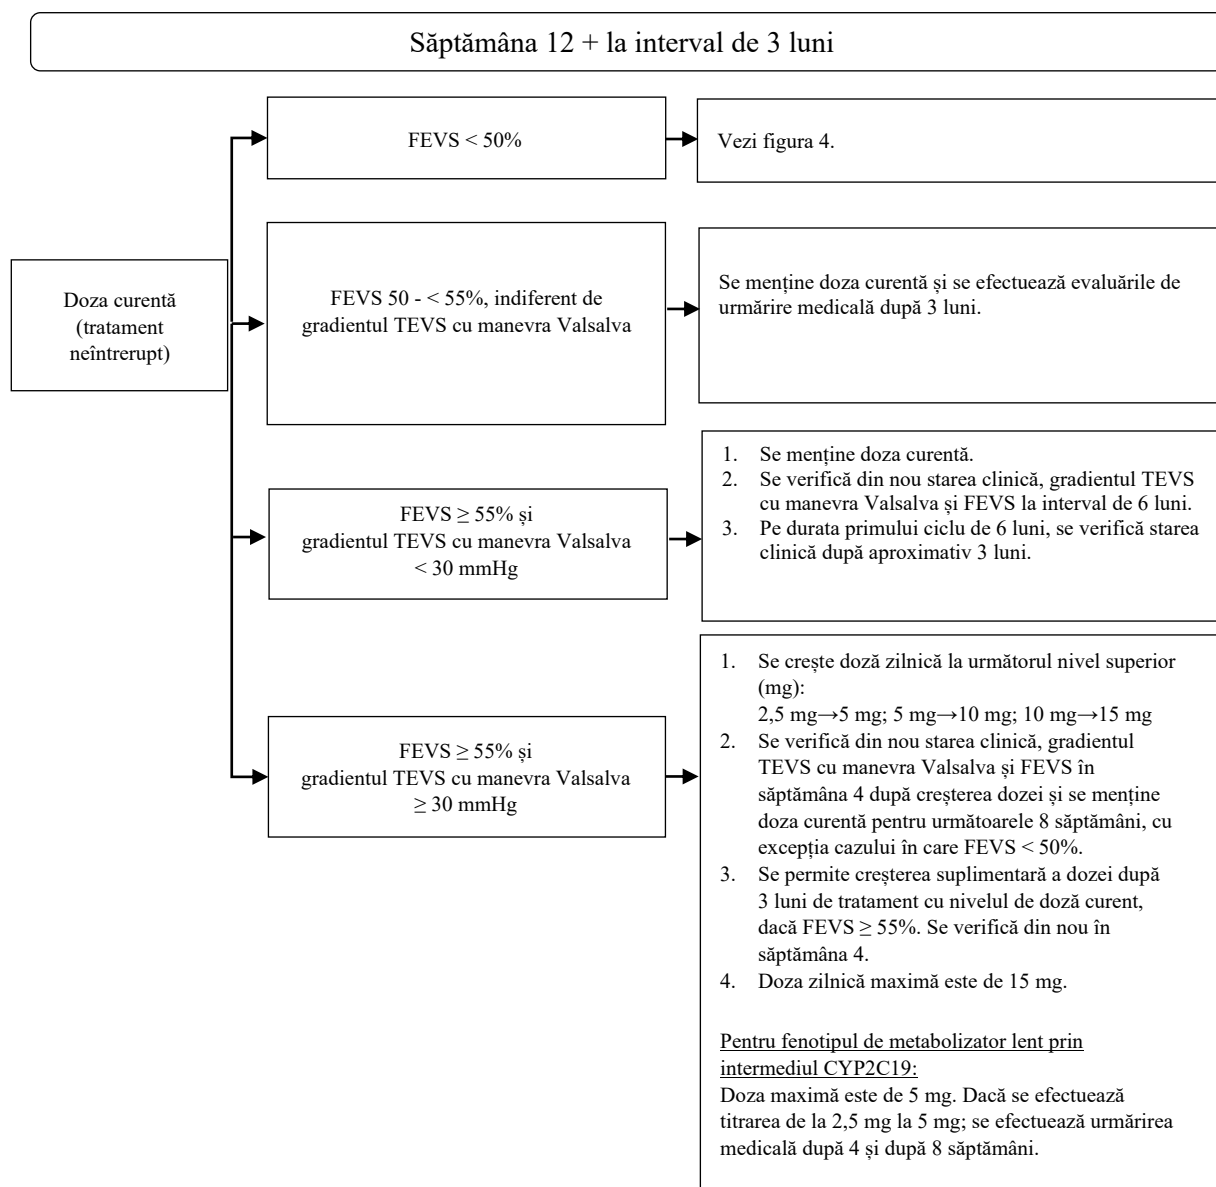 Săptămâna 12 + la interval de 3 luni
FEVS < 50%
Vezi figura 4.
Doza curentă
(tratament
neîntrerupt)
FEVS 50 - < 55%, indiferent de
gradientul TEVS cu manevra Valsalva
Se menține doza curentă și se efectuează evaluările de
urmărire medicală după 3 luni.
FEVS ≥ 55% și
gradientul TEVS cu manevra Valsalva
< 30 mmHg
1. Se menține doza curentă.
2. Se verifică din nou starea clinică, gradientul TEVS
cu manevra Valsalva și FEVS la interval de 6 luni.
3. Pe durata primului ciclu de 6 luni, se verifică starea
clinică după aproximativ 3 luni.
FEVS ≥ 55% și
gradientul TEVS cu manevra Valsalva
≥ 30 mmHg
1. Se crește doză zilnică la următorul nivel superior
(mg):
2,5 mg→5 mg; 5 mg→10 mg; 10 mg→15 mg
2. Se verifică din nou starea clinică, gradientul
TEVS cu manevra Valsalva și FEVS în
săptămâna 4 după creșterea dozei și se menține
doza curentă pentru următoarele 8 săptămâni, cu
excepția cazului în care FEVS < 50%.
3. Se permite creșterea suplimentară a dozei după
3 luni de tratament cu nivelul de doză curent,
dacă FEVS ≥ 55%. Se verifică din nou în
săptămâna 4.
4. Doza zilnică maximă este de 15 mg.
Pentru fenotipul de metabolizator lent prin
intermediul CYP2C19:
Doza maximă este de 5 mg. Dacă se efectuează
titrarea de la 2,5 mg la 5 mg; se efectuează urmărirea
medicală după 4 și după 8 săptămâni.